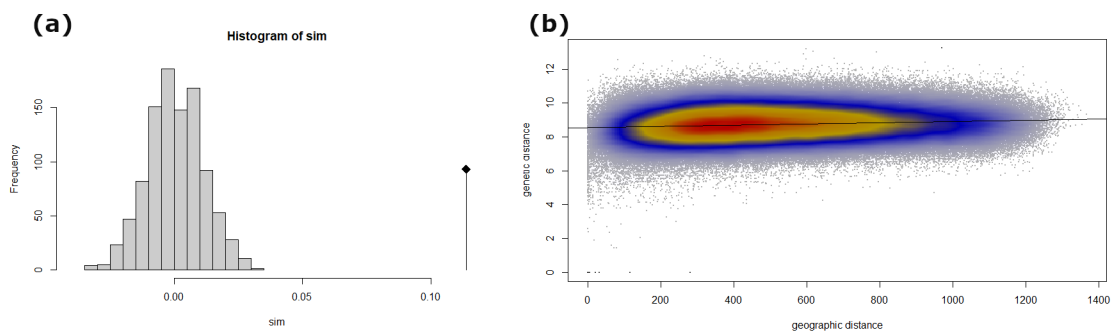 (a)
Histogram of sim
Frequency
150
100
50
0
0.00 0.05 0.10
sim
(b)
genetic distance
12
10
8
6
4
2
0
0 200 400 600 800 1000 1200 1400
geographic distance